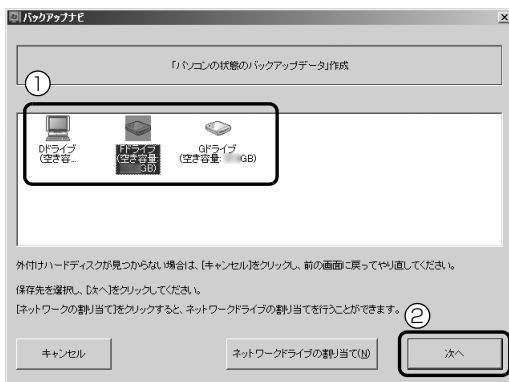 バックアップナビ
「パソコンの状態のバックアップデータ」作成
①
Dドライブ
(空き容...
Fドライブ
(空き容量:
GB)
Gドライブ
(空き容量: GB)
外付けハードディスクが見つからない場合は、[キャンセル]をクリックし、前の画面に戻ってやり直してください。
保存先を選択し、[次へ]をクリックしてください。
[ネットワークの割り当て]をクリックすると、ネットワークドライブの割り当てを行うことができます。
②
キャンセル
ネットワークドライブの割り当て(N)
次へ